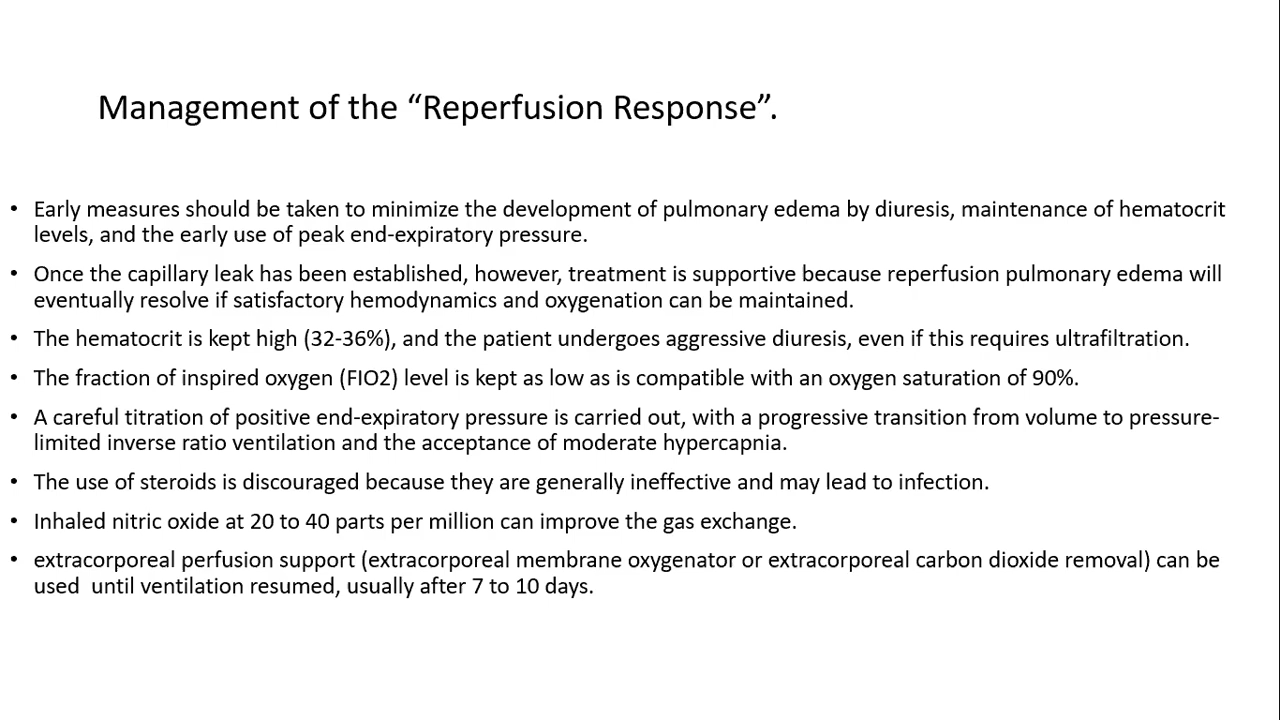 Management of the “Reperfusion Response”.
• Early measures should be taken to minimize the development of pulmonary edema by diuresis, maintenance of hematocrit
levels, and the early use of peak end-expiratory pressure.
• Once the capillary leak has been established, however, treatment is supportive because reperfusion pulmonary edema will
eventually resolve if satisfactory hemodynamics and oxygenation can be maintained.
• The hematocrit is kept high (32-36%), and the patient undergoes aggressive diuresis, even if this requires ultrafiltration.
• The fraction of inspired oxygen (FIO2) level is kept as low as is compatible with an oxygen saturation of 90%.
• A careful titration of positive end-expiratory pressure is carried out, with a progressive transition from volume to pressure-
limited inverse ratio ventilation and the acceptance of moderate hypercapnia.
• The use of steroids is discouraged because they are generally ineffective and may lead to infection.
• Inhaled nitric oxide at 20 to 40 parts per million can improve the gas exchange.
• extracorporeal perfusion support (extracorporeal membrane oxygenator or extracorporeal carbon dioxide removal) can be
used  until ventilation resumed, usually after 7 to 10 days.